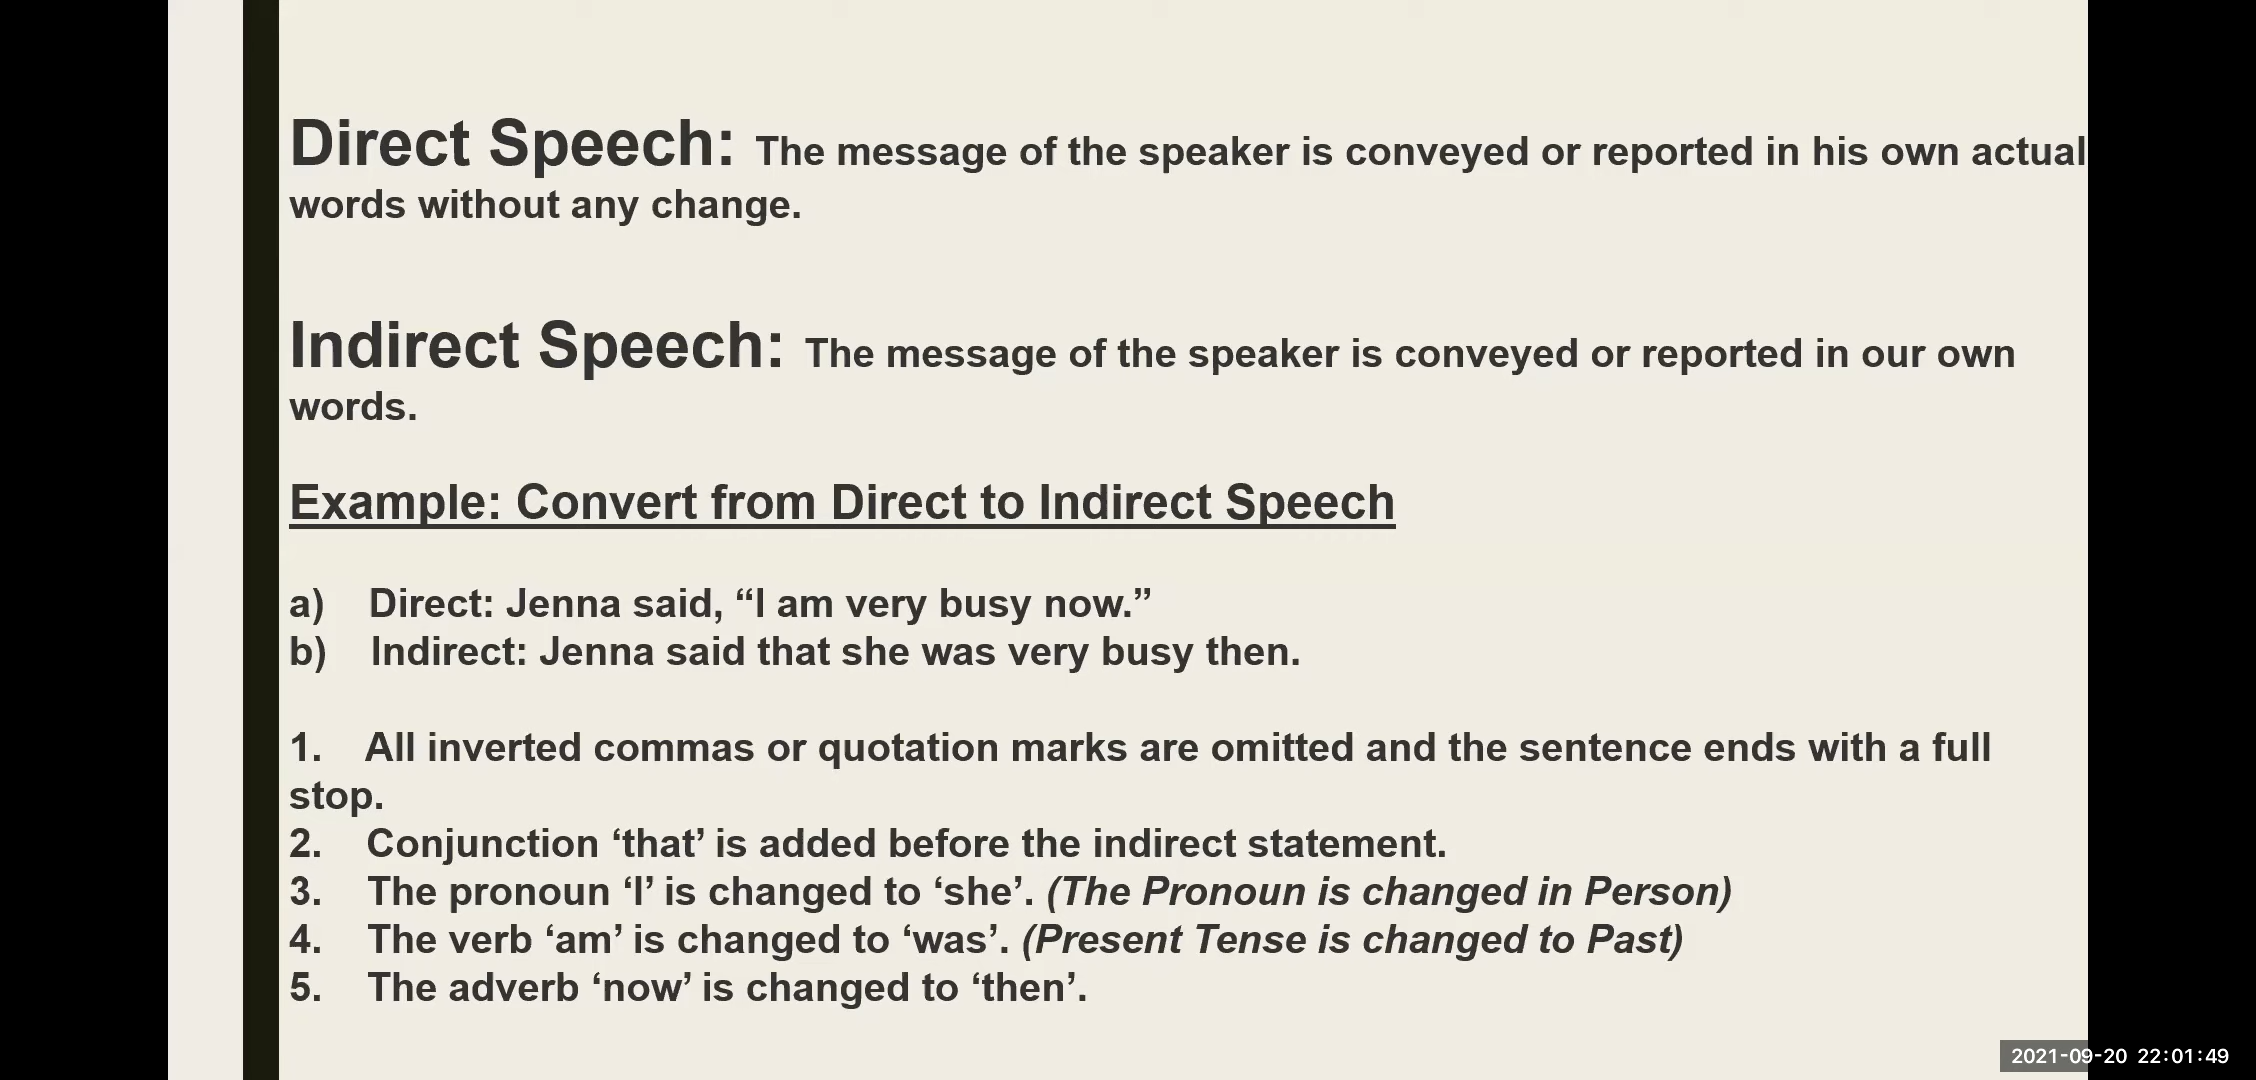 Direct Speech: The message of the speaker is conveyed or reported in his own actual
words without any change.
Indirect Speech: The message of the speaker is conveyed or reported in our own
words.
Example: Convert from Direct to Indirect Speech
a) Direct: Jenna said, “I am very busy now.”
b) Indirect: Jenna said that she was very busy then.
1. All inverted commas or quotation marks are omitted and the sentence ends with a full
stop.
2. Conjunction ‘that’ is added before the indirect statement.
3. The pronoun ‘I’ is changed to ‘she’. (The Pronoun is changed in Person)
4. The verb ‘am’ is changed to ‘was’. (Present Tense is changed to Past)
5. The adverb ‘now’ is changed to ‘then’.
2021-09-20 22:01:49